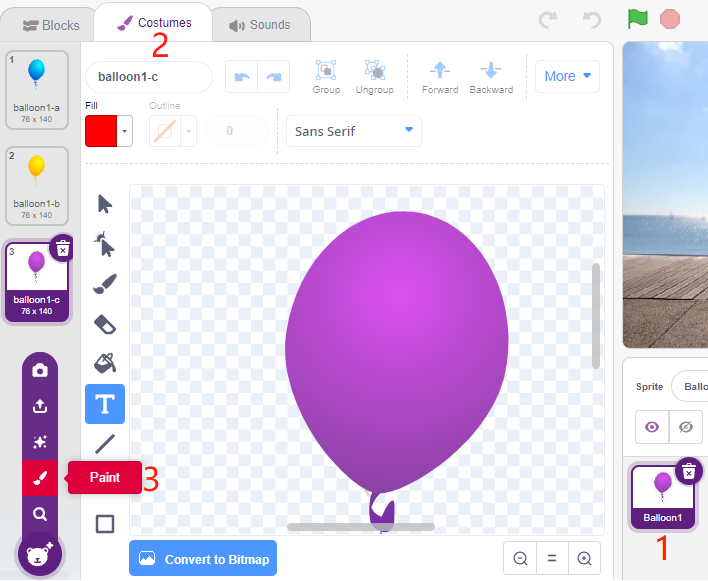 Blocks
Costumes
Sounds
2
1
balloon1-a
76 x 140
2
balloon1-b
76 x 140
3
balloon1-c
76 x 140
balloon1-c
Group
Ungroup
Forward
Backward
More
Fill
Outline
0
Sans Serif
T
Paint
3
Convert to Bitmap
Sprite
Ballo
Balloon1
1